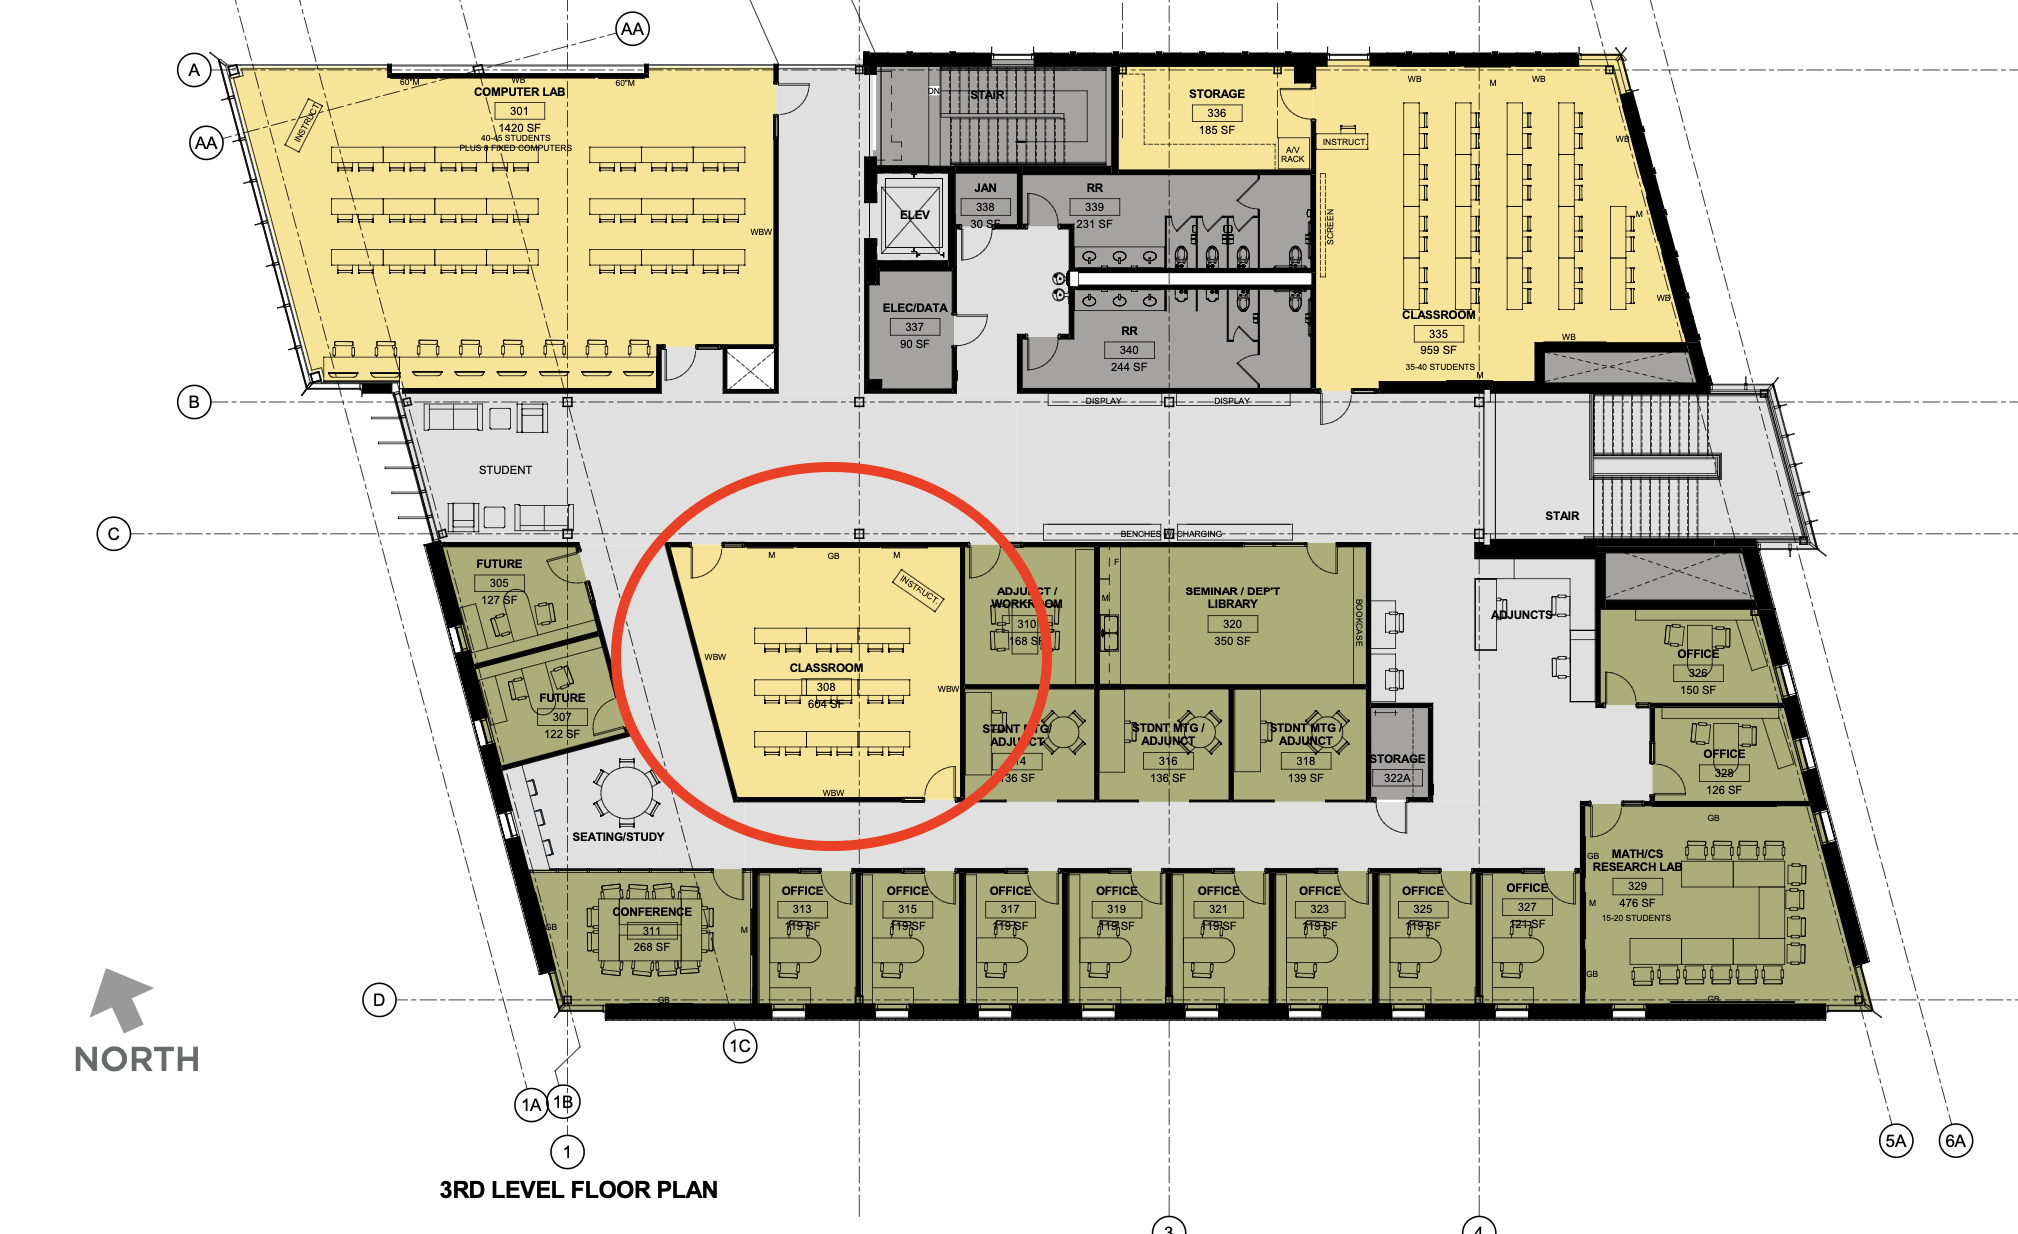 AA
A
AA
60"M
WB
60"M
COMPUTER LAB
301
1420 SF
40-45 STUDENTS
PLUS 8 FIXED COMPUTERS
INSTRUCT.
WBW
DN
STAIR
STORAGE
336
185 SF
A/V
RACK
WB
M
WB
INSTRUCT.
WB
SCREEN
M
WB
CLASSROOM
335
959 SF
35-40 STUDENTS
WB
M
ELEV
JAN
338
30 SF
RR
339
231 SF
ELEC/DATA
337
90 SF
RR
340
244 SF
B
DISPLAY
DISPLAY
STUDENT
STAIR
C
BENCHES W/ CHARGING
FUTURE
305
127 SF
FUTURE
307
122 SF
M
GB
M
INSTRUCT.
WBW
CLASSROOM
308
604 SF
WBW
WBW
ADJUNCT /
WORKROOM
310
168 SF
F
M
SEMINAR / DEP'T
LIBRARY
320
350 SF
BOOKCASE
ADJUNCTS
OFFICE
326
150 SF
STDNT MTG /
ADJUNCT
14
136 SF
STDNT MTG /
ADJUNCT
316
136 SF
STDNT MTG /
ADJUNCT
318
139 SF
STORAGE
322A
OFFICE
328
126 SF
SEATING/STUDY
GB
CONFERENCE
311
268 SF
GB
M
GB
OFFICE
313
119 SF
OFFICE
315
119 SF
OFFICE
317
119 SF
OFFICE
319
119 SF
OFFICE
321
119 SF
OFFICE
323
119 SF
OFFICE
325
119 SF
OFFICE
327
121 SF
GB
MATH/CS
RESEARCH LAB
329
476 SF
15-20 STUDENTS
M
GB
GB
D
NORTH
1C
1A
1B
1
5A
6A
3RD LEVEL FLOOR PLAN
3
4